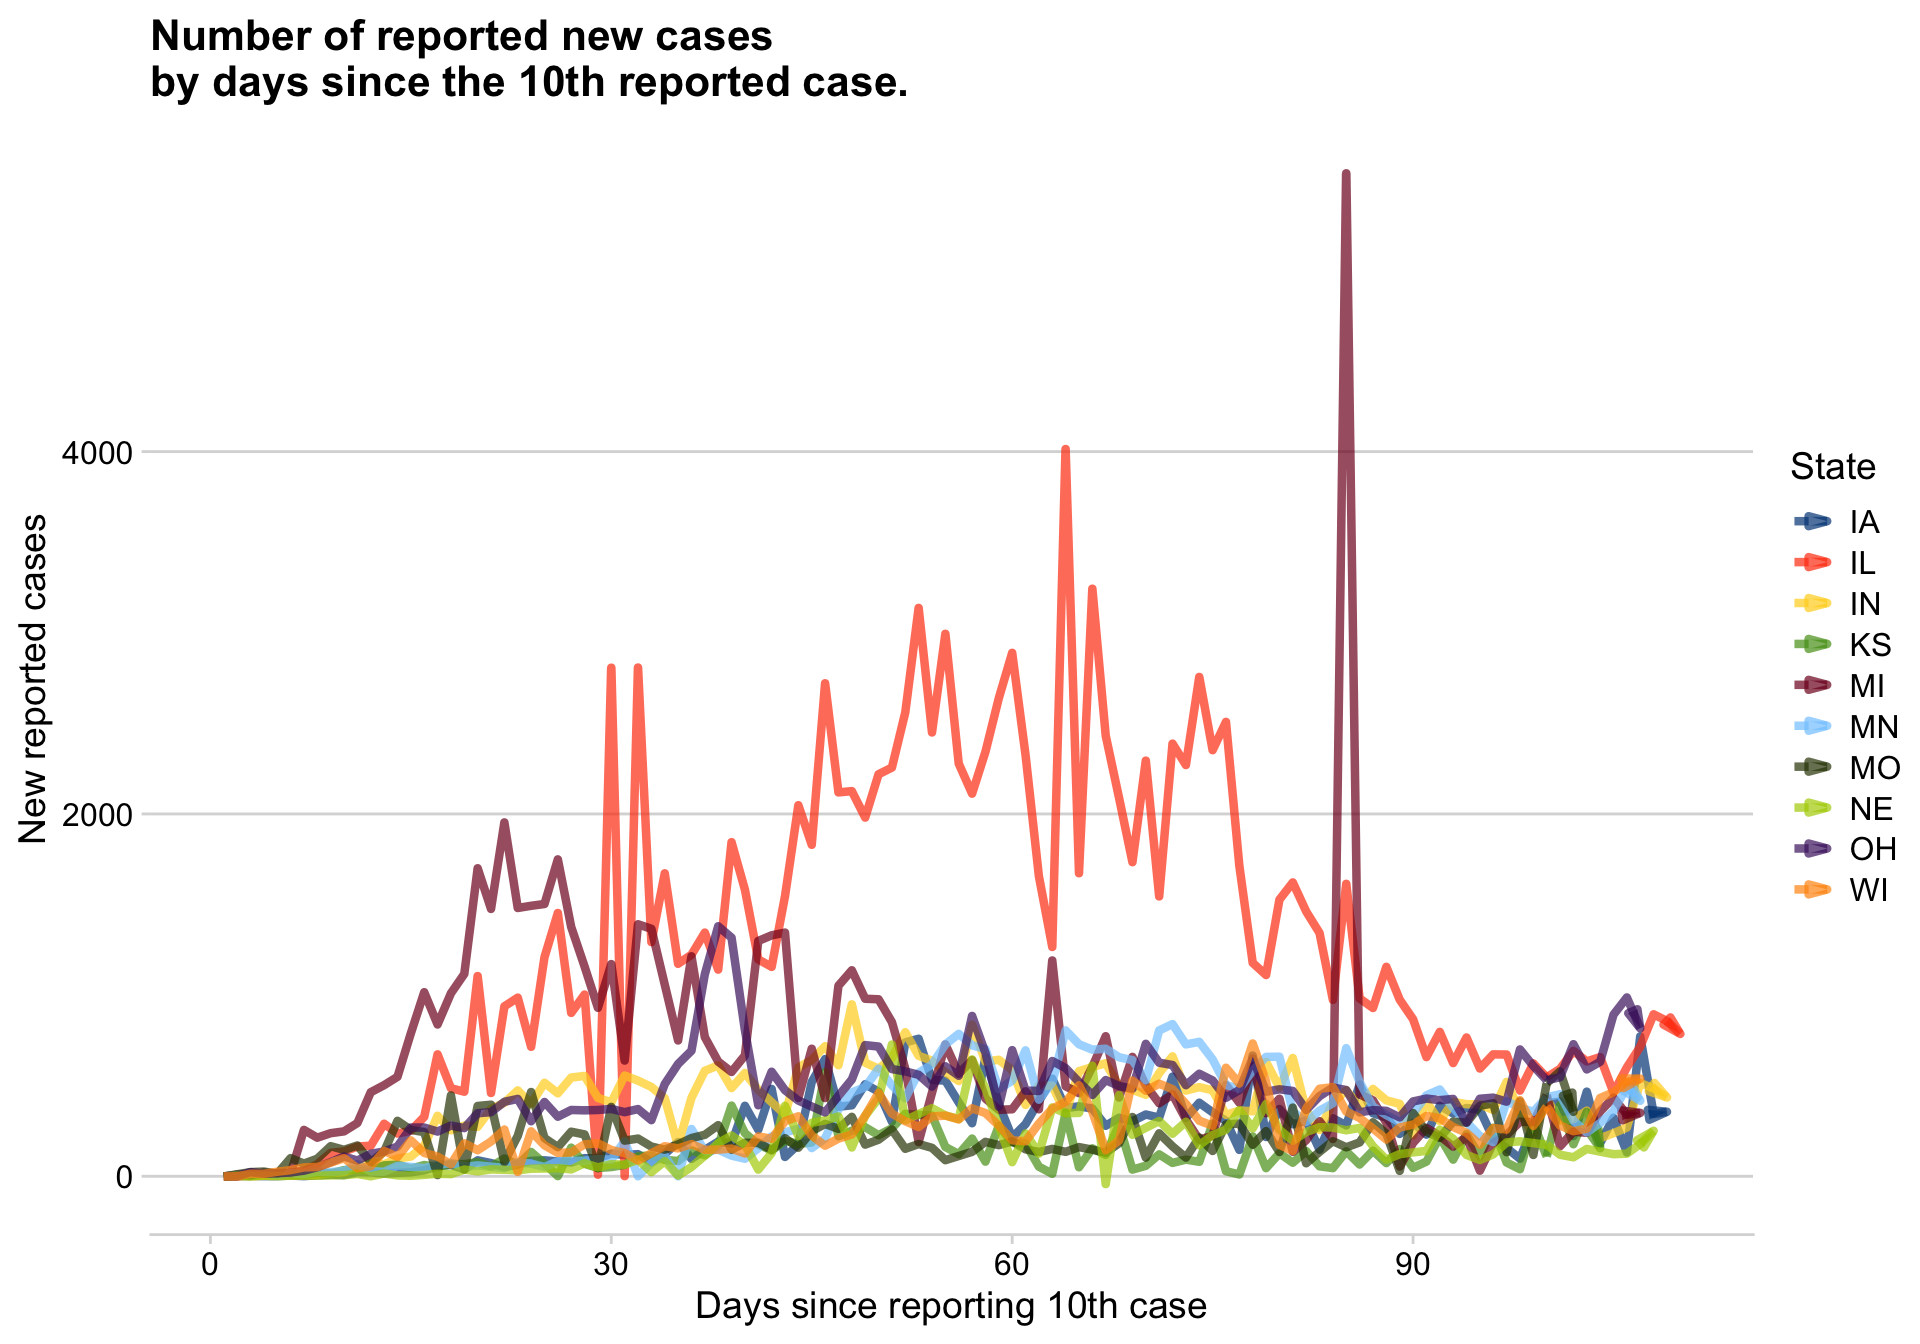 Number of reported new cases
by days since the 10th reported case.
New reported cases
4000
2000
0
0
30
60
90
Days since reporting 10th case
State
IA
IL
IN
KS
MI
MN
MO
NE
OH
WI